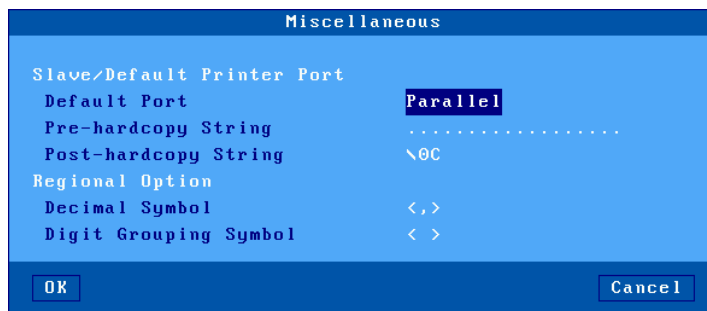 Miscellaneous
Slave/Default Printer Port
Default Port Parallel
Pre-hardcopy String ..................
Post-hardcopy String \0C
Regional Option
Decimal Symbol <,>
Digit Grouping Symbol < >
OK Cancel